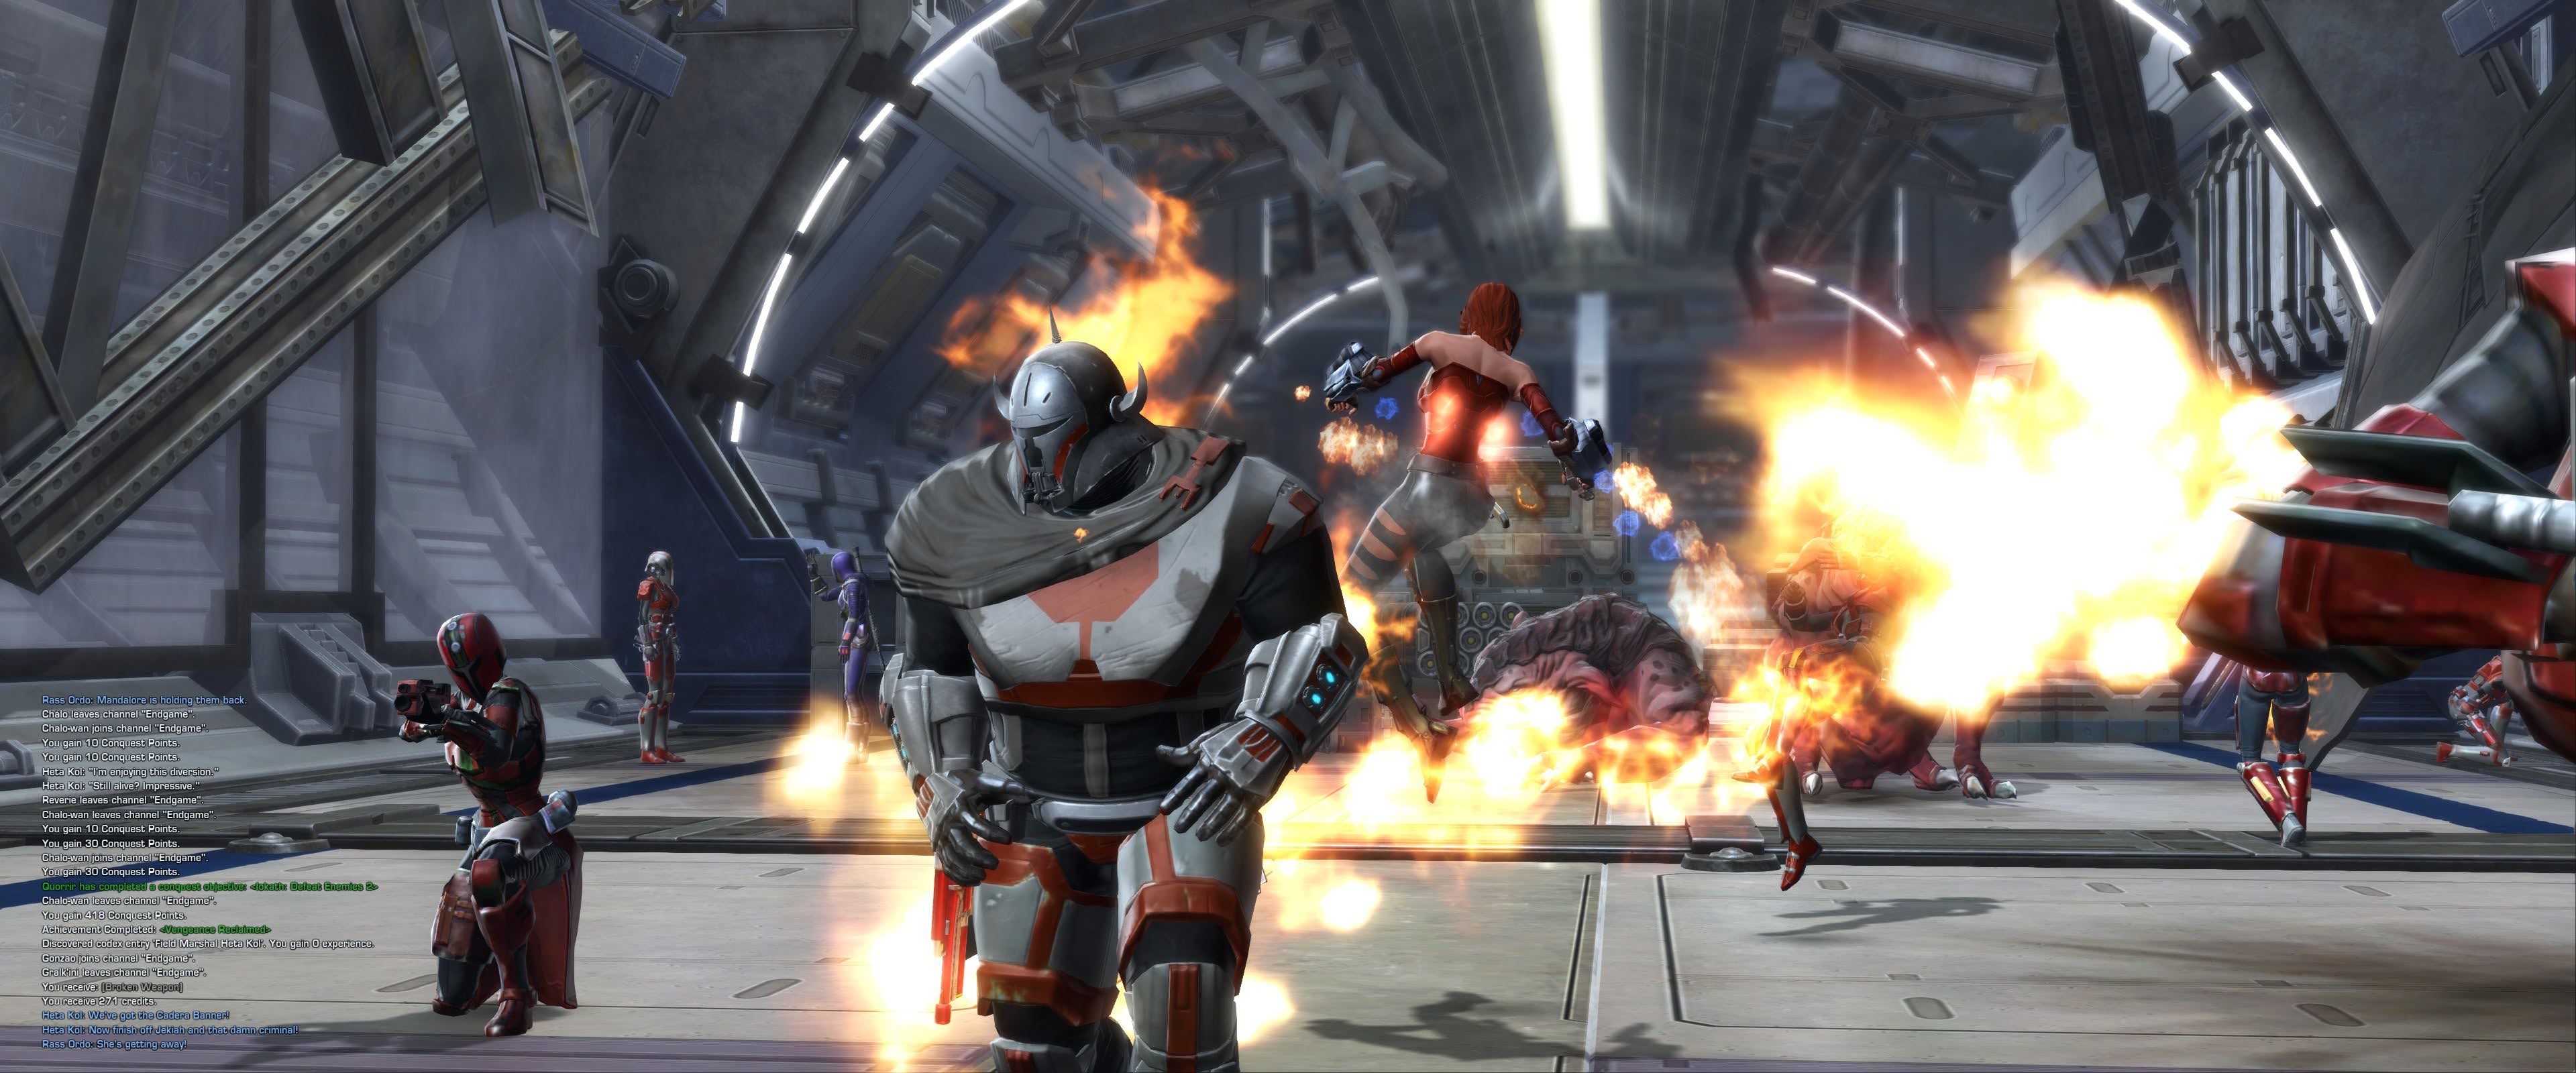 Rass Ordo: Mandalore is holding them back.
Chalo leaves channel "Endgame".
Chalo-wan joins channel "Endgame".
You gain 10 Conquest Points.
You gain 10 Conquest Points.
Heta Kol: "I'm enjoying this diversion."
Heta Kol: "Still alive? Impressive."
Reverie leaves channel "Endgame".
Chalo-wan leaves channel "Endgame".
You gain 10 Conquest Points.
You gain 30 Conquest Points.
Chalo-wan joins channel "Endgame".
You gain 30 Conquest Points.
Quorrir has completed a conquest objective: <Iokath: Defeat Enemies 2>
Chalo-wan leaves channel "Endgame".
You gain 418 Conquest Points.
Achievement Completed: <Vengeance Reclaimed>
Discovered codex entry 'Field Marshal Heta Kol'. You gain 0 experience.
Gonzao joins channel "Endgame".
Gralk'ini leaves channel "Endgame".
You receive: [Broken Weapon]
You receive 271 credits.
Heta Kol: We've got the Cadera Banner!
Heta Kol: Now finish off Jekiah and that damn criminal!
Rass Ordo: She's getting away!